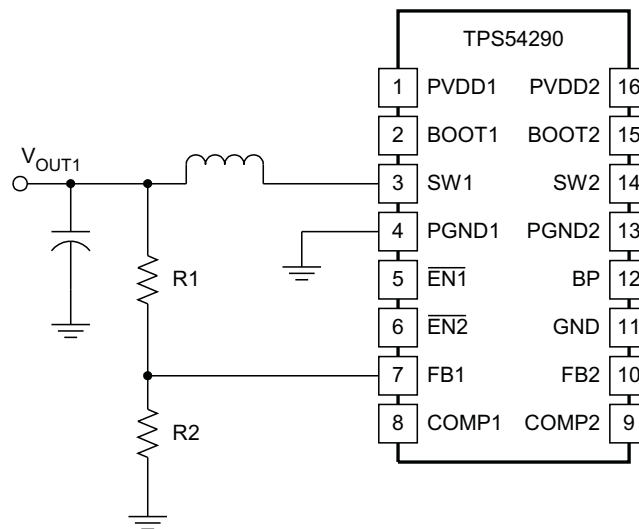 TPS54290
1 PVDD1 PVDD2 16
2 BOOT1 BOOT2 15
VOUT1
3 SW1 SW2 14
4 PGND1 PGND2 13
R1
5 EN1 BP 12
6 EN2 GND 11
7 FB1 FB2 10
R2
8 COMP1 COMP2 9